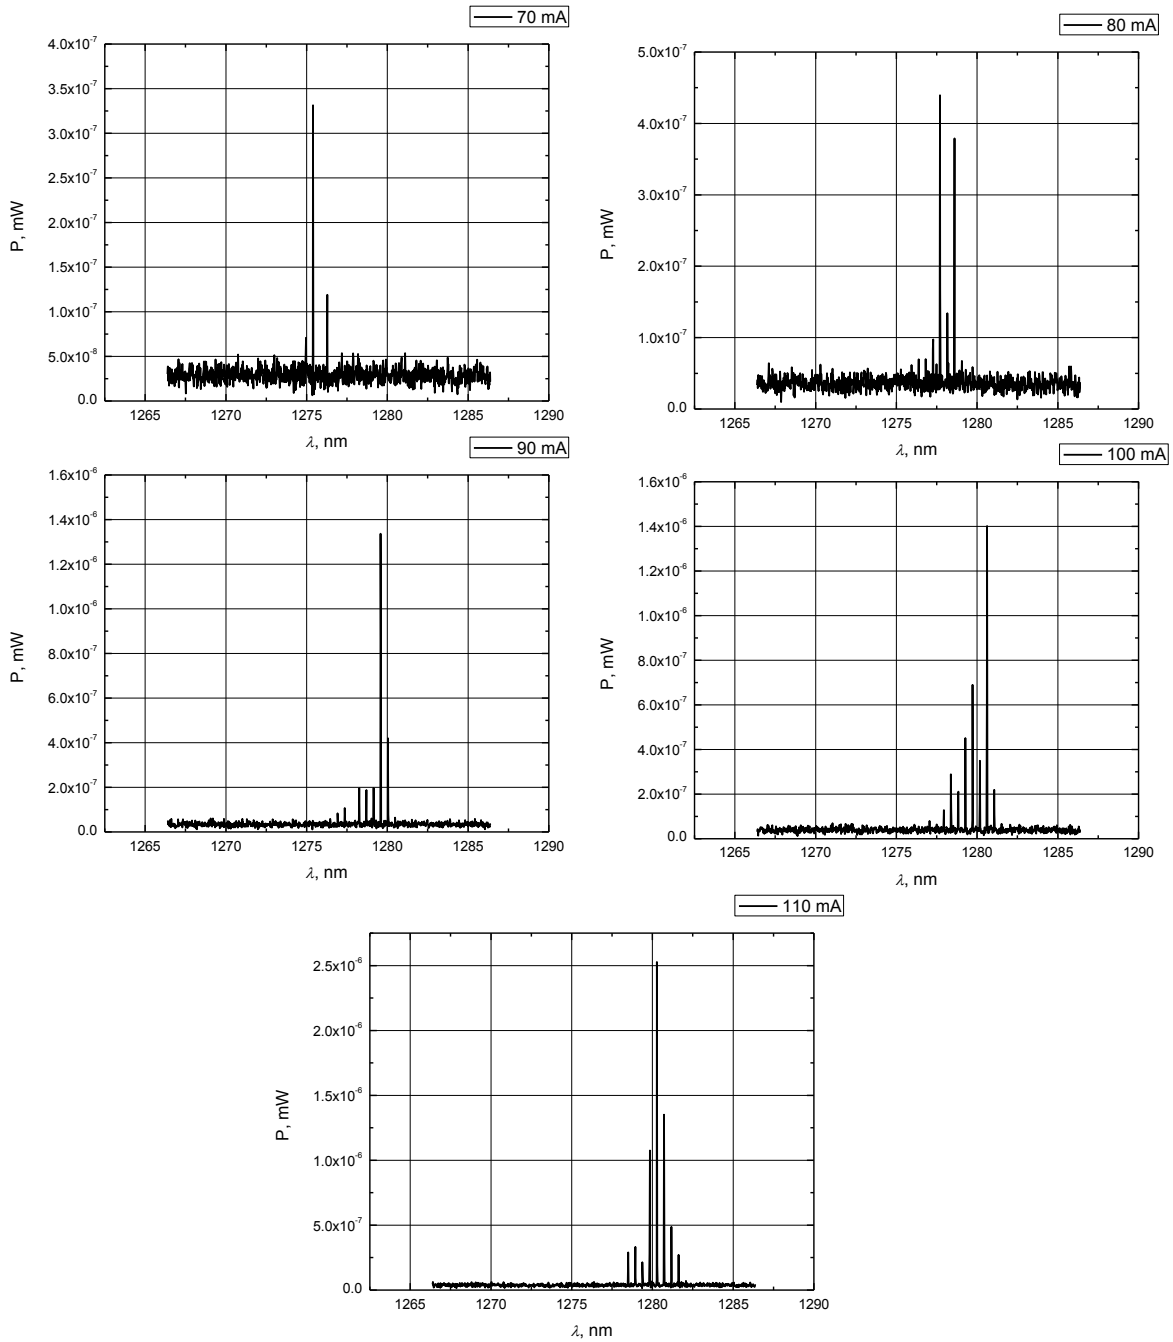 70 mA
4.0x10-7
3.5x10-7
3.0x10-7
2.5x10-7
2.0x10-7
1.5x10-7
1.0x10-7
5.0x10-8
0.0
P, mW
1265 1270 1275 1280 1285 1290
λ, nm
80 mA
5.0x10-7
4.0x10-7
3.0x10-7
2.0x10-7
1.0x10-7
0.0
P, mW
1265 1270 1275 1280 1285 1290
λ, nm
90 mA
1.6x10-6
1.4x10-6
1.2x10-6
1.0x10-6
8.0x10-7
6.0x10-7
4.0x10-7
2.0x10-7
0.0
P, mW
1265 1270 1275 1280 1285 1290
λ, nm
100 mA
1.6x10-6
1.4x10-6
1.2x10-6
1.0x10-6
8.0x10-7
6.0x10-7
4.0x10-7
2.0x10-7
0.0
P, mW
1265 1270 1275 1280 1285 1290
λ, nm
110 mA
2.5x10-6
2.0x10-6
1.5x10-6
1.0x10-6
5.0x10-7
0.0
P, mW
1265 1270 1275 1280 1285 1290
λ, nm